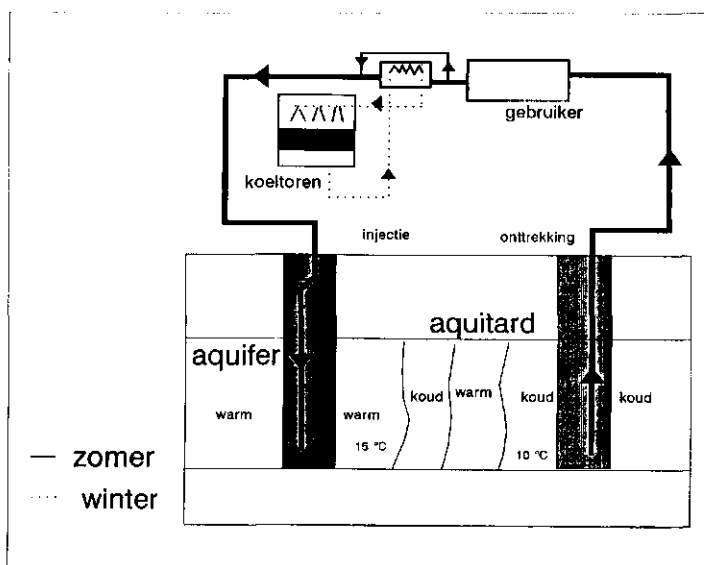 gebruiker
koeltoren
injectie
onttrekking
aquitard
aquifer
warm
warm
koud
warm
koud
koud
15 °C
10 °C
— zomer
..... winter